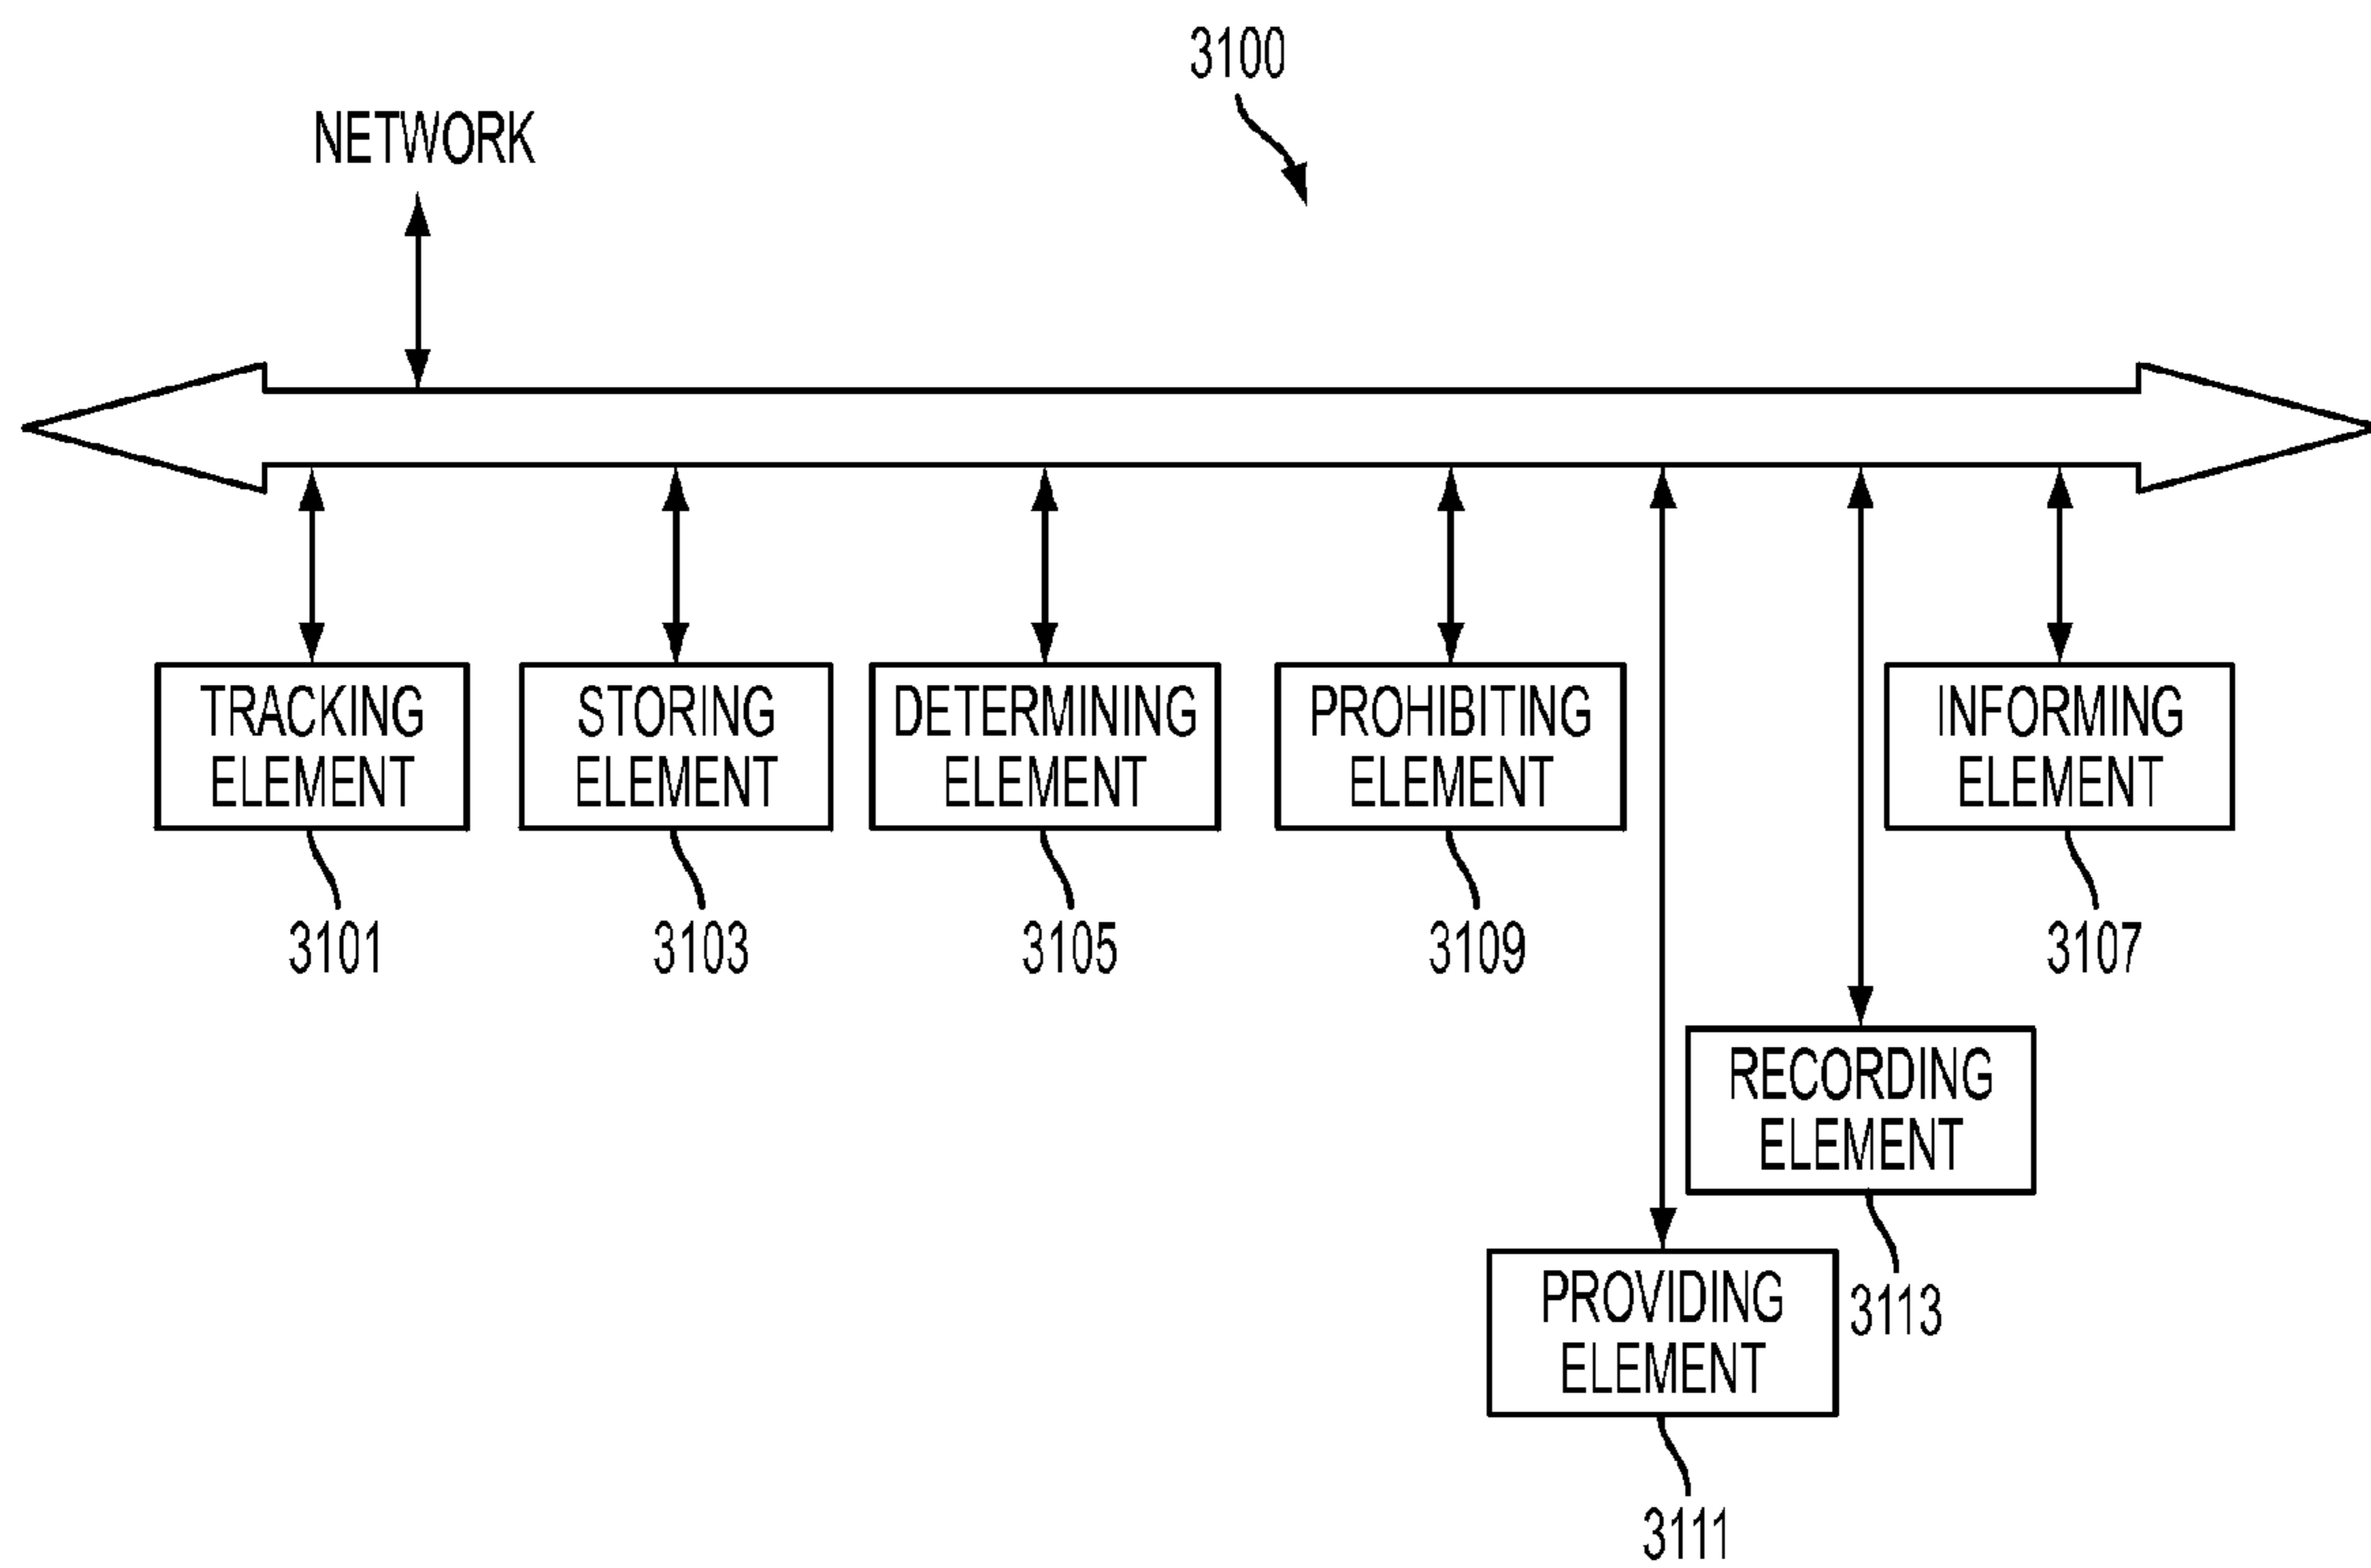 3100
NETWORK
TRACKING
ELEMENT
3101
STORING
ELEMENT
3103
DETERMINING
ELEMENT
3105
PROHIBITING
ELEMENT
3109
INFORMING
ELEMENT
3107
RECORDING
ELEMENT
3113
PROVIDING
ELEMENT
3111